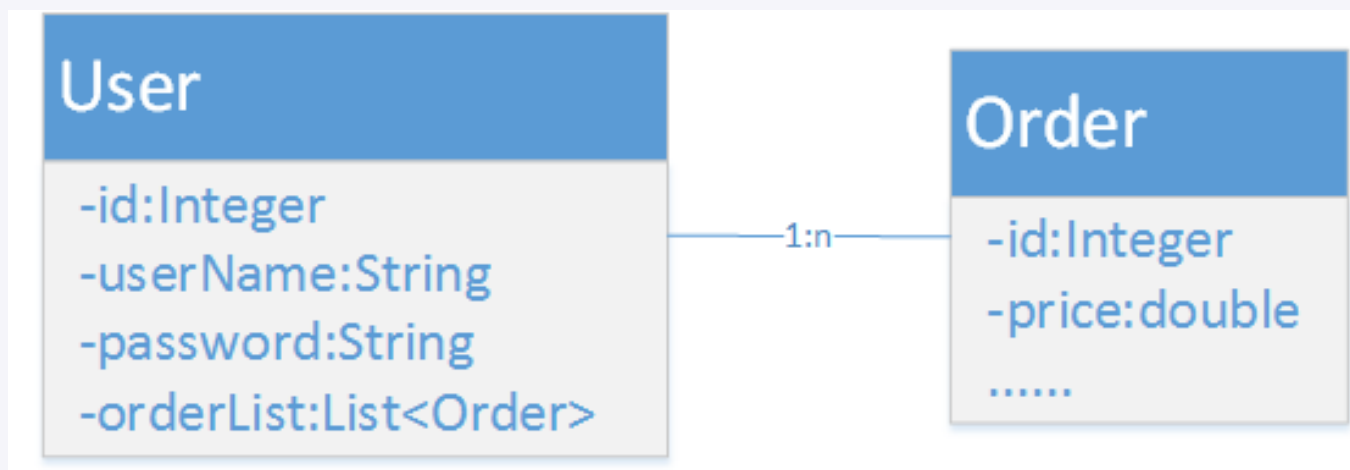 User
-id:Integer
-userName:String
-password:String
-orderList:List<Order>
1:n
Order
-id:Integer
-price:double
......